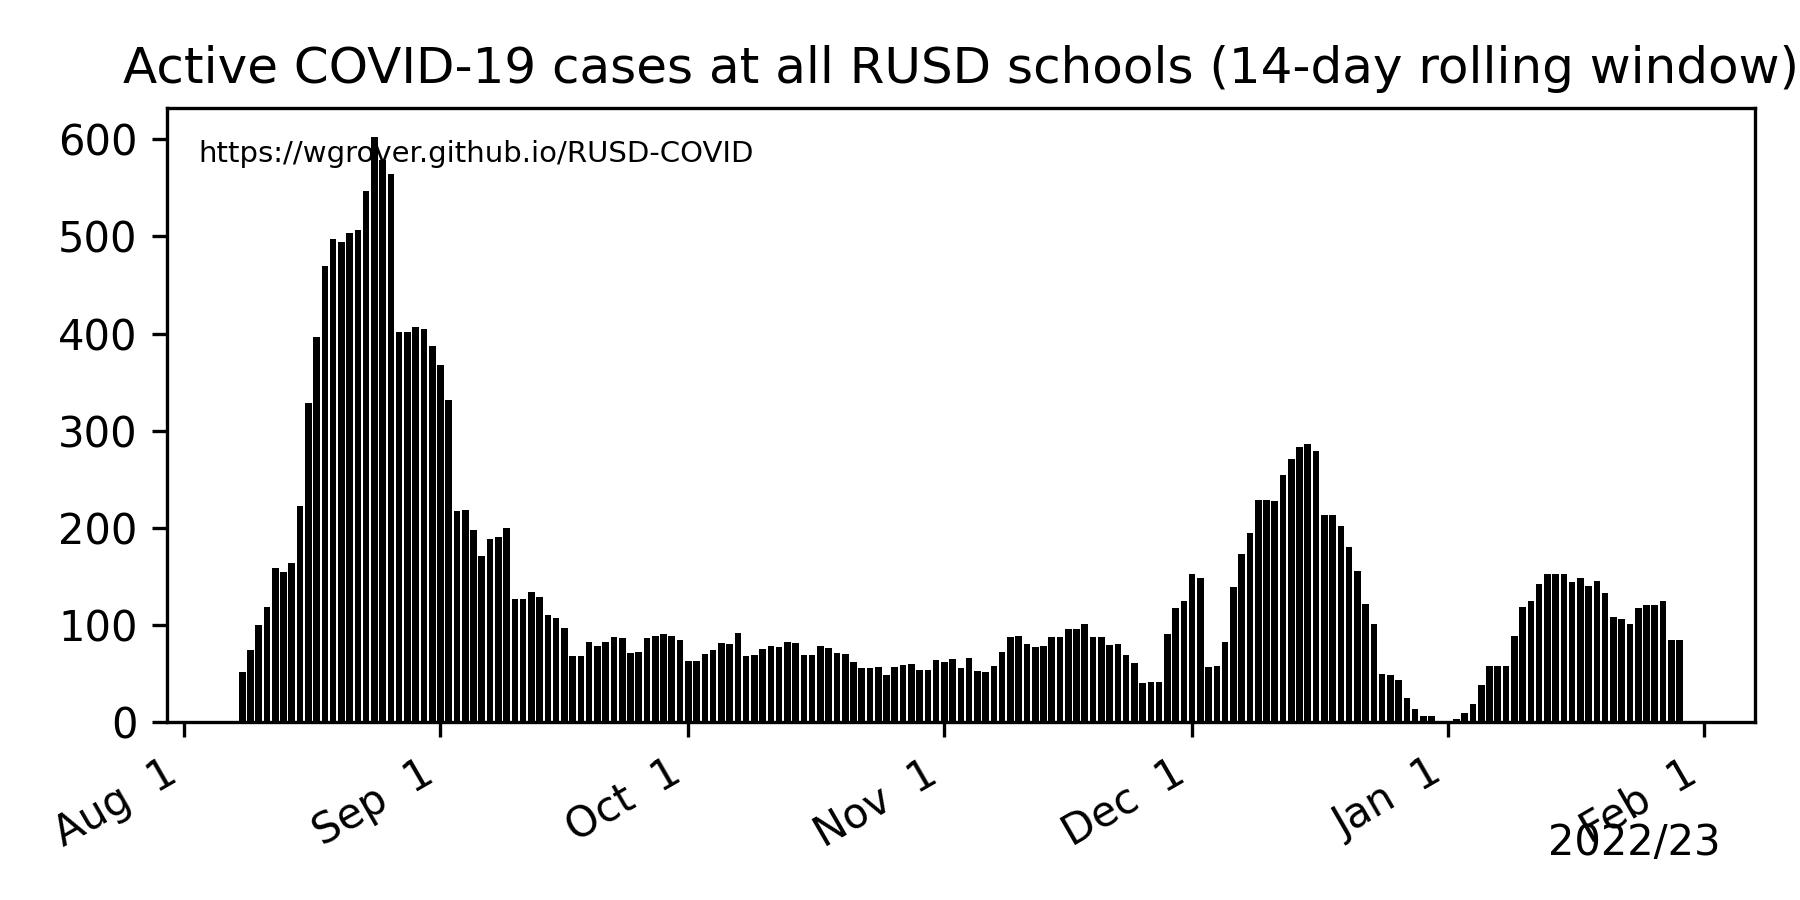 Active COVID-19 cases at all RUSD schools (14-day rolling window)
https://wgrover.github.io/RUSD-COVID
600
500
400
300
200
100
0
Aug 1
Sep 1
Oct 1
Nov 1
Dec 1
Jan 1
Feb 1
2022/23